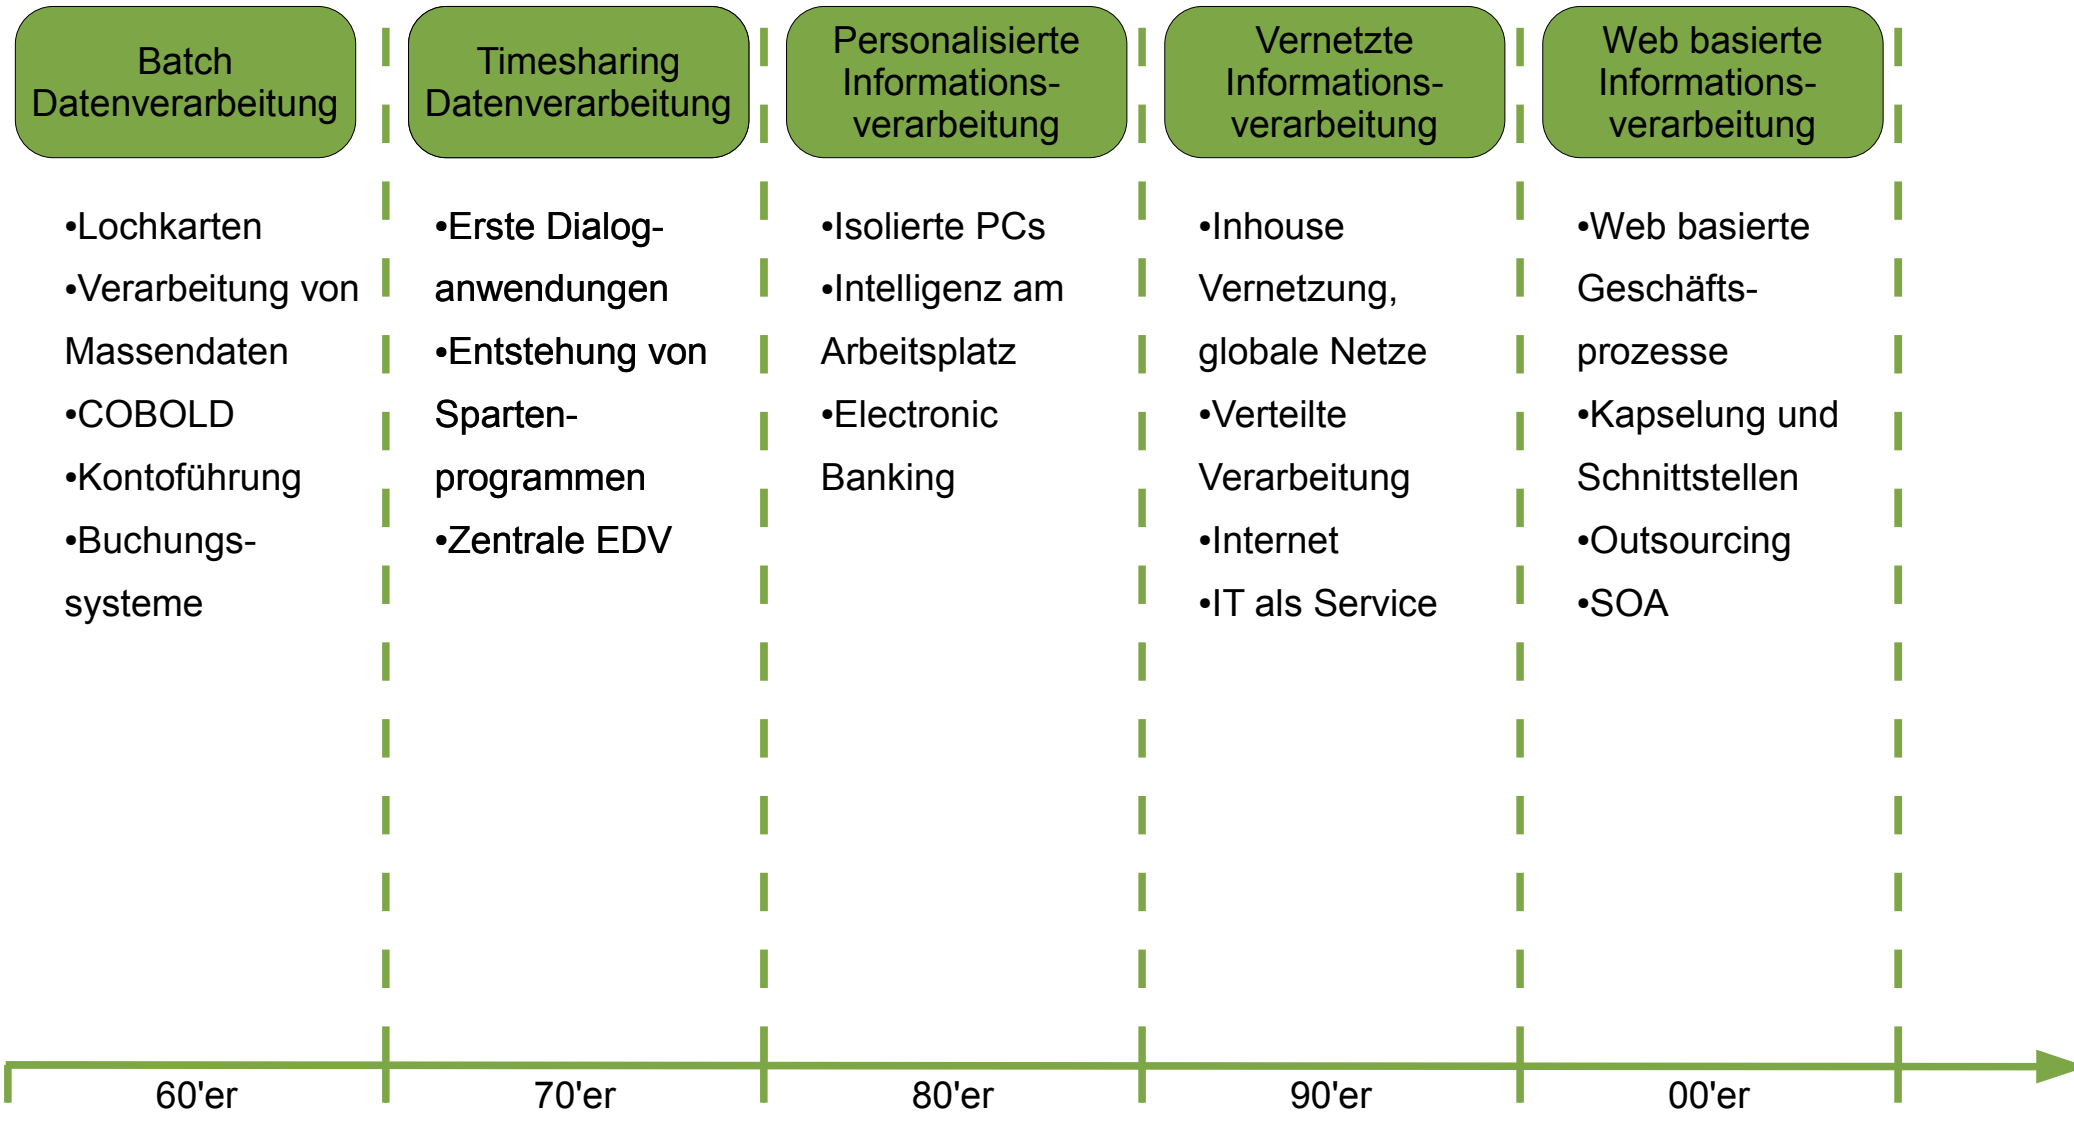 Batch
Datenverarbeitung
•Lochkarten
•Verarbeitung von
Massendaten
•COBOLD
•Kontoführung
•Buchungs-
systeme
60'er
Timesharing
Datenverarbeitung
•Erste Dialog-
anwendungen
•Entstehung von
Sparten-
programmen
•Zentrale EDV
70'er
Personalisierte
Informations-
verarbeitung
•Isolierte PCs
•Intelligenz am
Arbeitsplatz
•Electronic
Banking
80'er
Vernetzte
Informations-
verarbeitung
•Inhouse
Vernetzung,
globale Netze
•Verteilte
Verarbeitung
•Internet
•IT als Service
90'er
Web basierte
Informations-
verarbeitung
•Web basierte
Geschäfts-
prozesse
•Kapselung und
Schnittstellen
•Outsourcing
•SOA
00'er